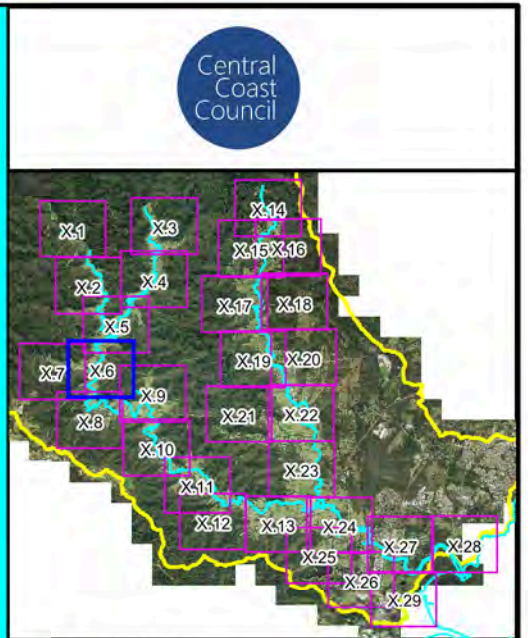 Central
Coast
Council
X.1
X.3
X.14
X.15
X.16
X.2
X.4
X.17
X.18
X.5
X.19
X.20
X.7
X.6
X.9
X.8
X.21
X.22
X.10
X.23
X.11
X.12
X.13
X.24
X.27
X.28
X.25
X.26
X.29